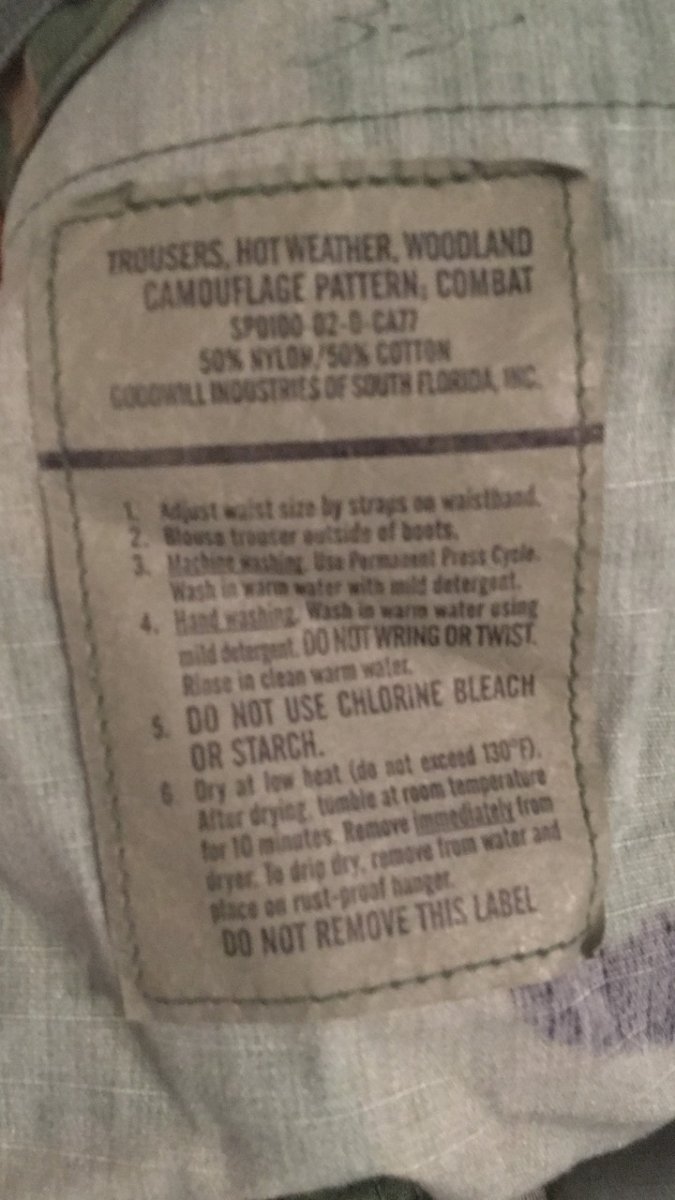 TROUSERS, HOT WEATHER, WOODLAND
CAMOUFLAGE PATTERN; COMBAT
SP0100-02-D-CA77
50% NYLON/50% COTTON
GOODWILL INDUSTRIES OF SOUTH FLORIDA, INC.
1. Adjust waist size by straps on waistband.
2. Blouse trouser outside of boots.
3. Machine washing. Use Permanent Press Cycle.
Wash in warm water with mild detergent.
4. Hand washing. Wash in warm water using
mild detergent. DO NOT WRING OR TWIST.
Rinse in clean warm water.
5. DO NOT USE CHLORINE BLEACH
OR STARCH.
6. Dry at low heat (do not exceed 130°F).
After drying, tumble at room temperature
for 10 minutes. Remove immediately from
dryer. To drip dry, remove from water and
place on rust-proof hanger.
DO NOT REMOVE THIS LABEL